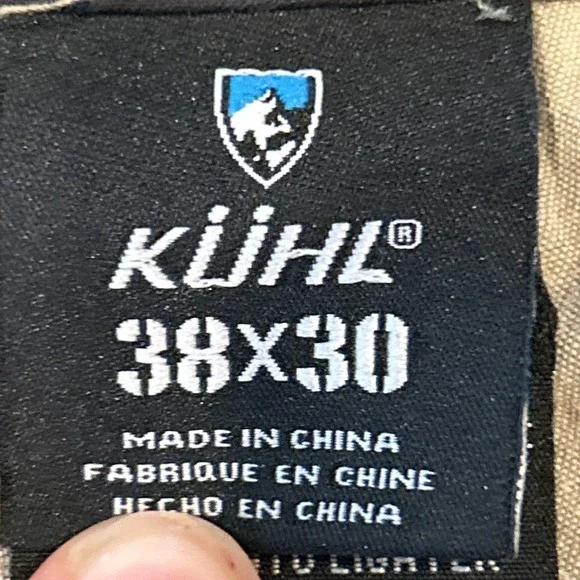 KÜHL®
38X30
MADE IN CHINA
FABRIQUE EN CHINE
HECHO EN CHINA